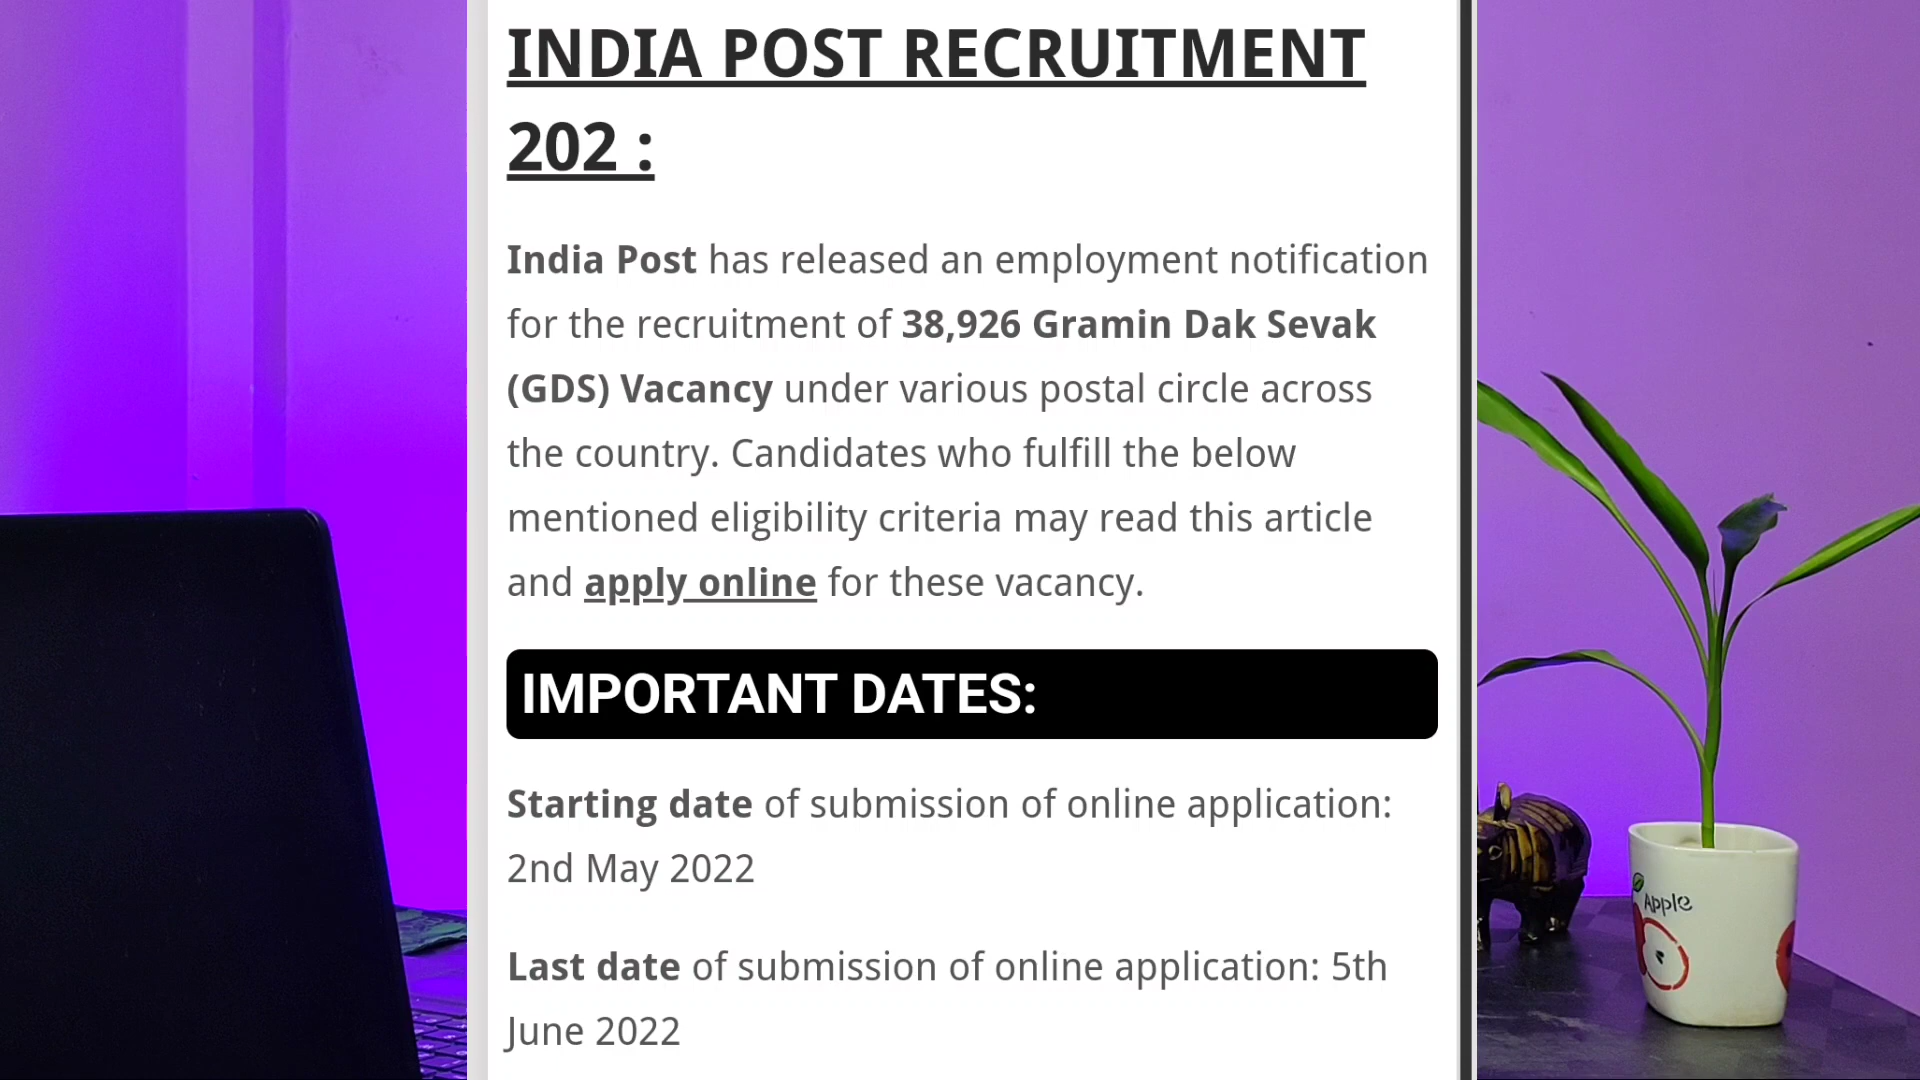 INDIA POST RECRUITMENT
202 :
India Post has released an employment notification
for the recruitment of 38,926 Gramin Dak Sevak
(GDS) Vacancy under various postal circle across
the country. Candidates who fulfill the below
mentioned eligibility criteria may read this article
and apply online for these vacancy.
IMPORTANT DATES:
Starting date of submission of online application:
2nd May 2022
Last date of submission of online application: 5th
June 2022
Apple